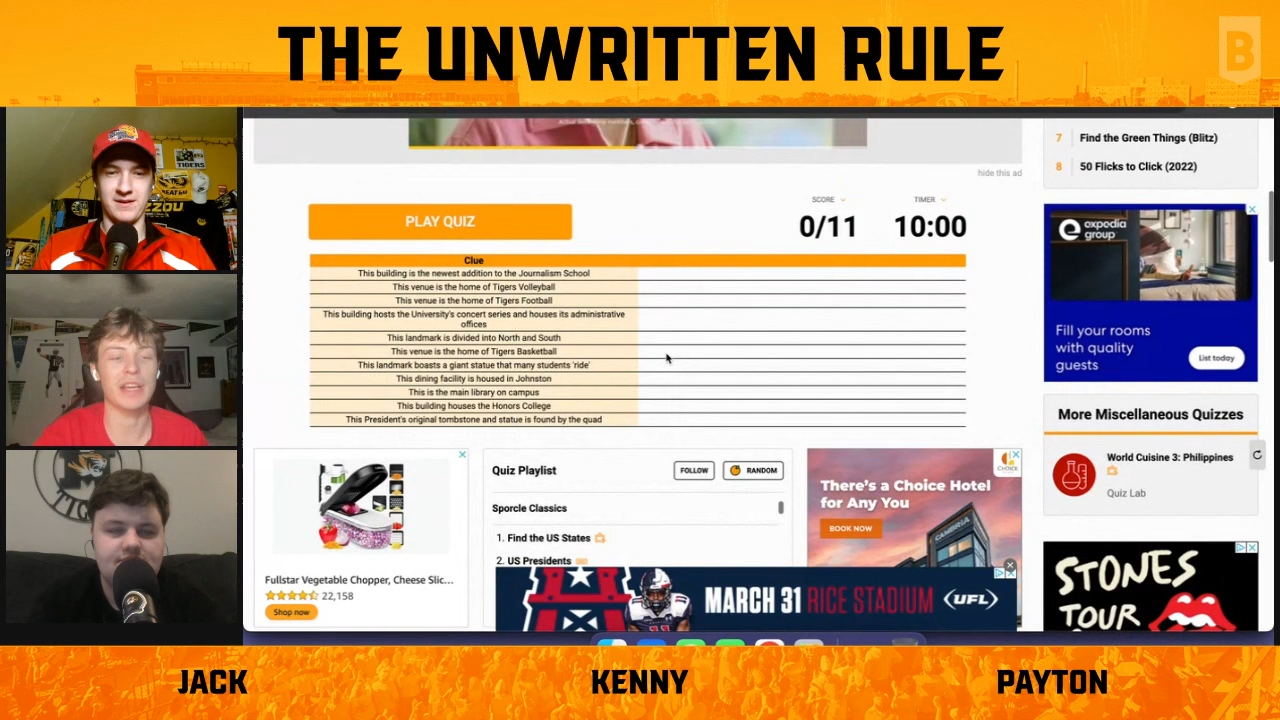 THE UNWRITTEN RULE
B
TIGERS
hide this ad
PLAY QUIZ
SCORE
0/11
TIMER
10:00
Clue
This building is the newest addition to the Journalism School
This venue is the home of Tigers Volleyball
This venue is the home of Tigers Football
This building hosts the University's concert series and houses its administrative
offices
This landmark is divided into North and South
This venue is the home of Tigers Basketball
This landmark boasts a giant statue that many students 'ride'
This dining facility is housed in Johnston
This is the main library on campus
This building houses the Honors College
This President's original tombstone and statue is found by the quad
7 Find the Green Things (Blitz)
8 50 Flicks to Click (2022)
expedia
group
Fill your rooms
with quality
guests
List today
More Miscellaneous Quizzes
World Cuisine 3: Philippines
Quiz Lab
Fullstar Vegetable Chopper, Cheese Slic...
22,158
Shop now
Quiz Playlist
FOLLOW
RANDOM
Sporcle Classics
1. Find the US States
2. US Presidents
CHOICE
There's a Choice Hotel
for Any You
BOOK NOW
CAMBRIA
MARCH 31 RICE STADIUM
UFL
STONES
TOUR
JACK
KENNY
PAYTON